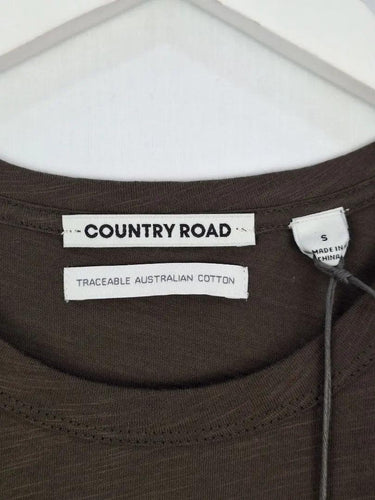 COUNTRY ROAD
TRACEABLE AUSTRALIAN COTTON
S
MADE IN
CHINA